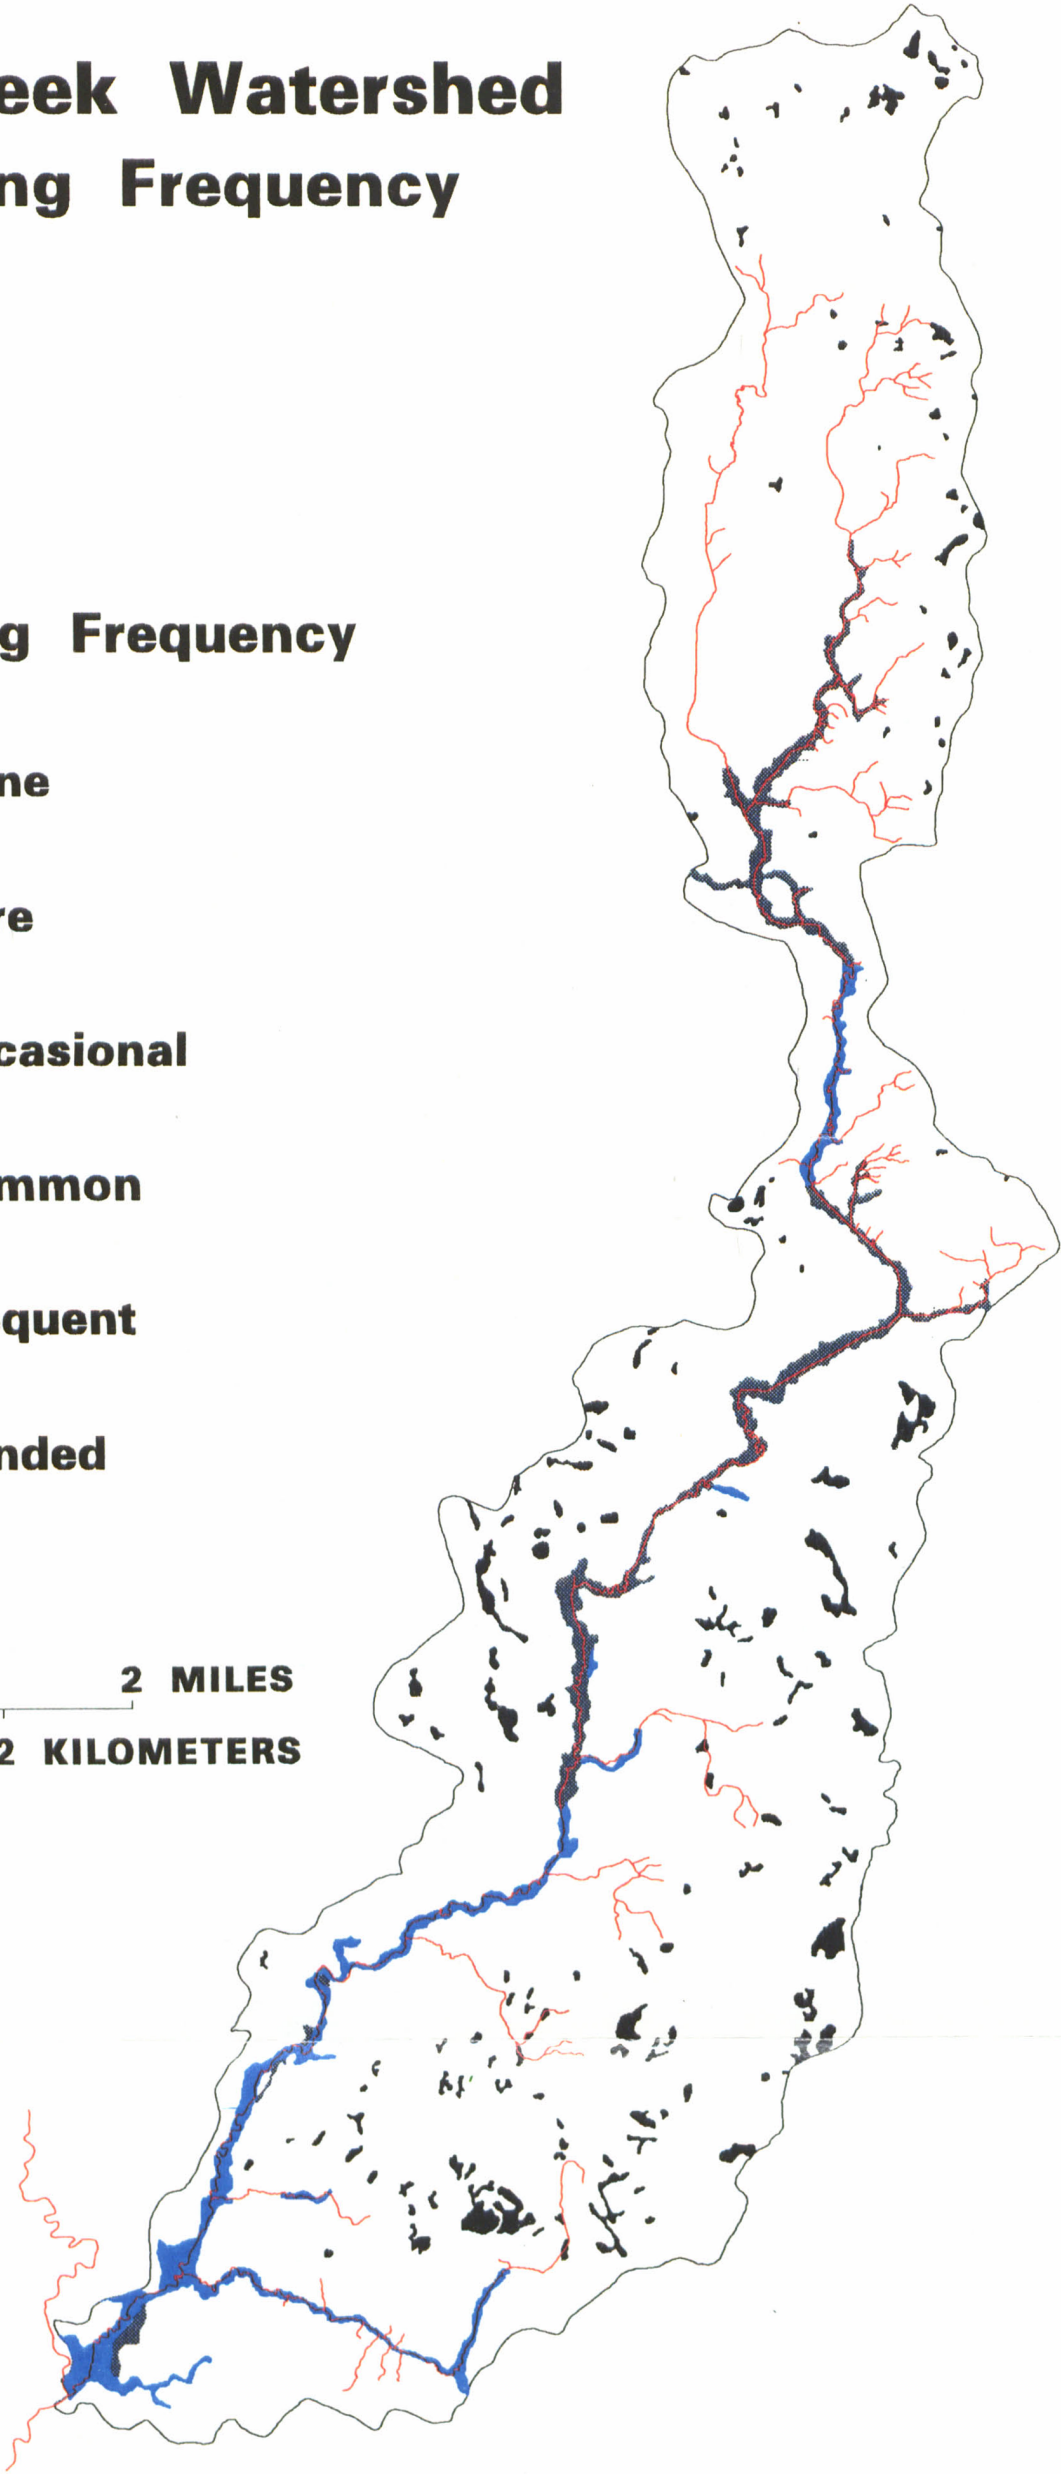 eek Watershed
ng Frequency
g Frequency
ne
re
casional
mmon
quent
nded
2 MILES
2 KILOMETERS